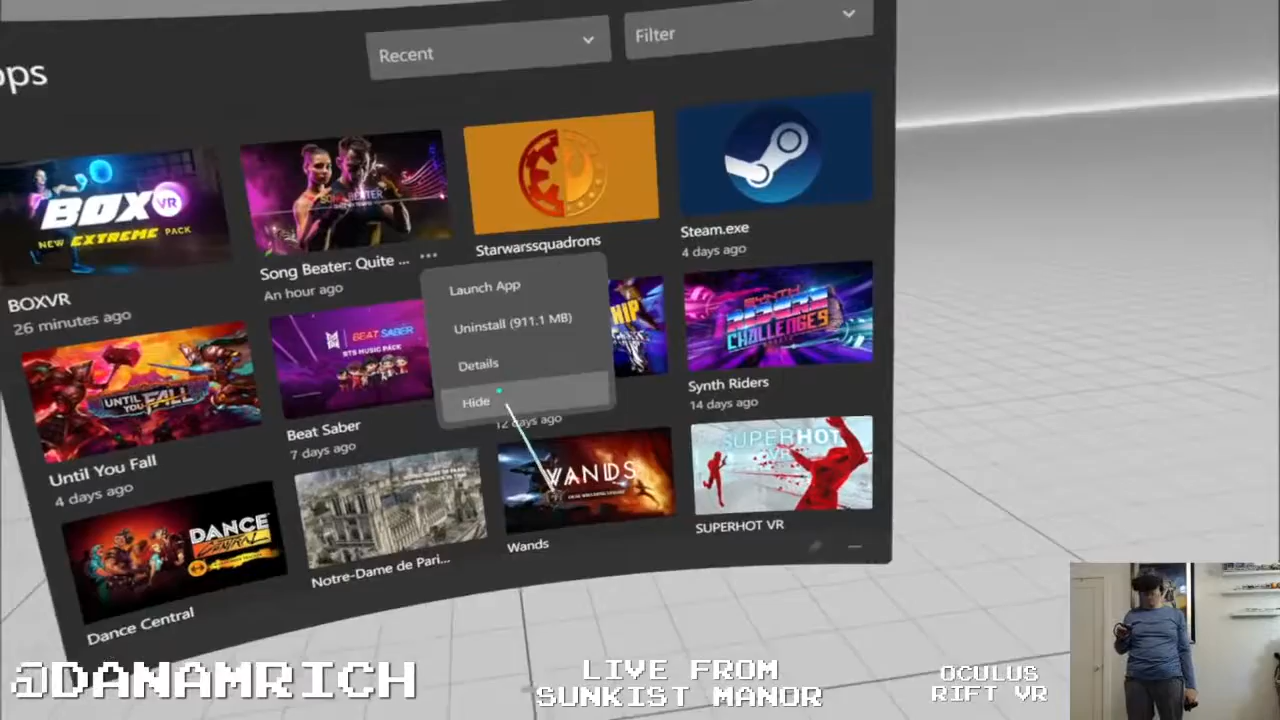 pps
Recent
Filter
BOX VR
NEW EXTREME PACK
BOXVR
26 minutes ago
Song Beater: Quite ... •••
An hour ago
Starwarssquadrons
Steam.exe
4 days ago
Launch App
Uninstall (911.1 MB)
Details
Hide
UNTIL YOU FALL
Until You Fall
4 days ago
BEAT SABER
BTS MUSIC PACK
Beat Saber
7 days ago
HIP
12 days ago
SYNTH RIDERS
CHALLENGES
Synth Riders
14 days ago
DANCE CENTRAL
Dance Central
Notre-Dame de Pari...
WANDS
Wands
SUPERHOT
VR
SUPERHOT VR
@DANAMRICH
LIVE FROM
SUNKIST MANOR
OCULUS
RIFT VR